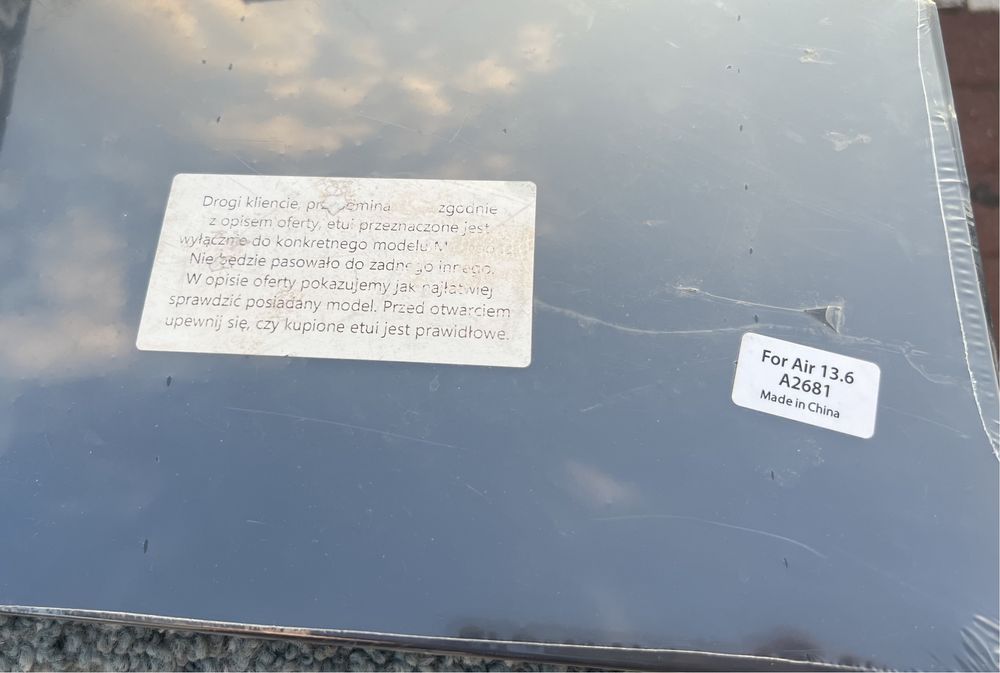 Drogi kliencie, zgodnie
z opisem oferty, etui przeznaczone jest
wyłącznie do konkretnego modelu
Nie będzie pasowało do żadnego innego.
W opisie oferty pokazujemy jak najłatwiej
sprawdzić posiadany model. Przed otwarciem
upewnij się, czy kupione etui jest prawidłowe.
For Air 13.6
A2681
Made in China